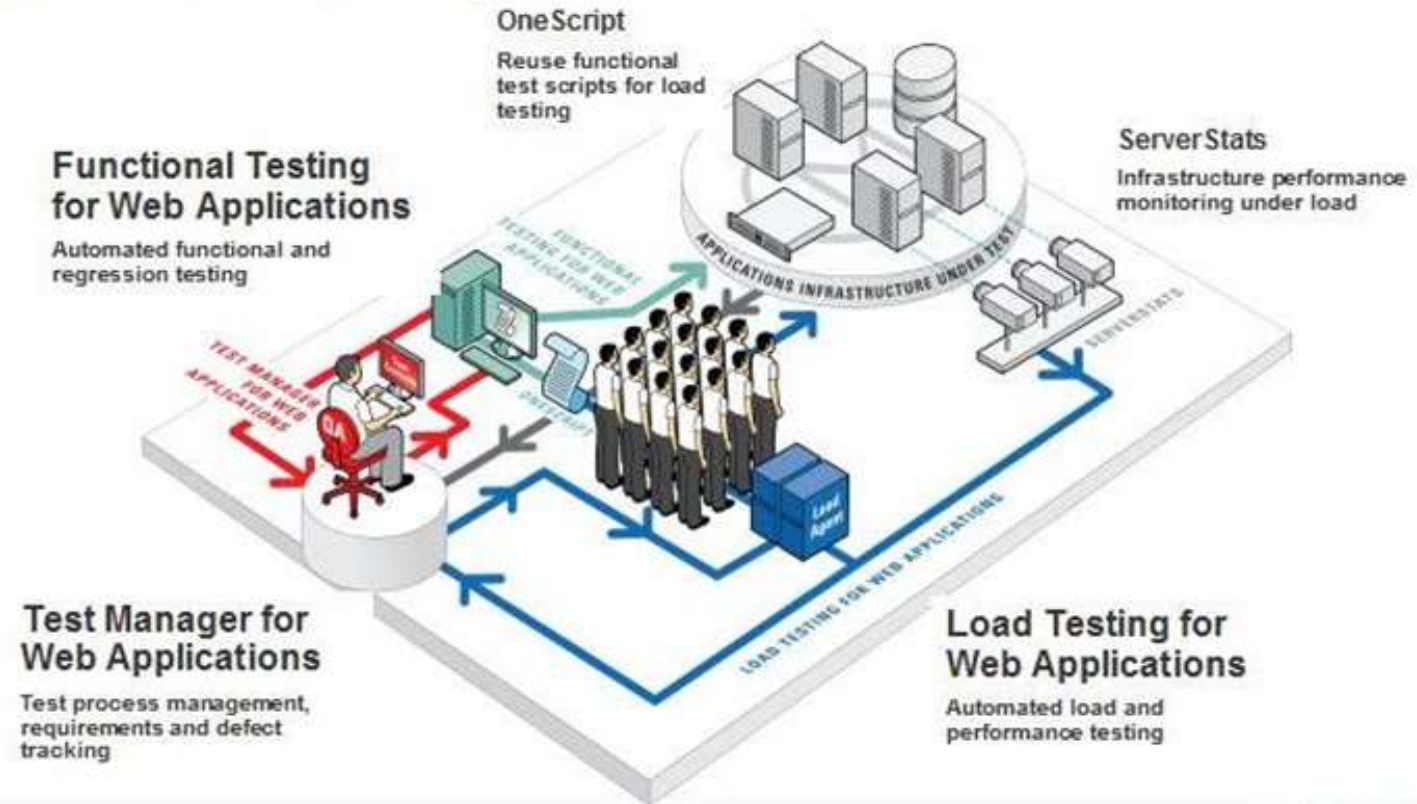 OneScript
Reuse functional
test scripts for load
testing
ServerStats
Infrastructure performance
monitoring under load
Functional Testing
for Web Applications
Automated functional and
regression testing
FUNCTIONAL
TESTING FOR WEB
APPLICATIONS
APPLICATIONS INFRASTRUCTURE UNDER TEST
SERVERSTATS
TEST MANAGER
FOR WEB
APPLICATIONS
QA
ONESCRIPT
Load
Agent
LOAD TESTING FOR WEB APPLICATIONS
Test Manager for
Web Applications
Test process management,
requirements and defect
tracking
Load Testing for
Web Applications
Automated load and
performance testing